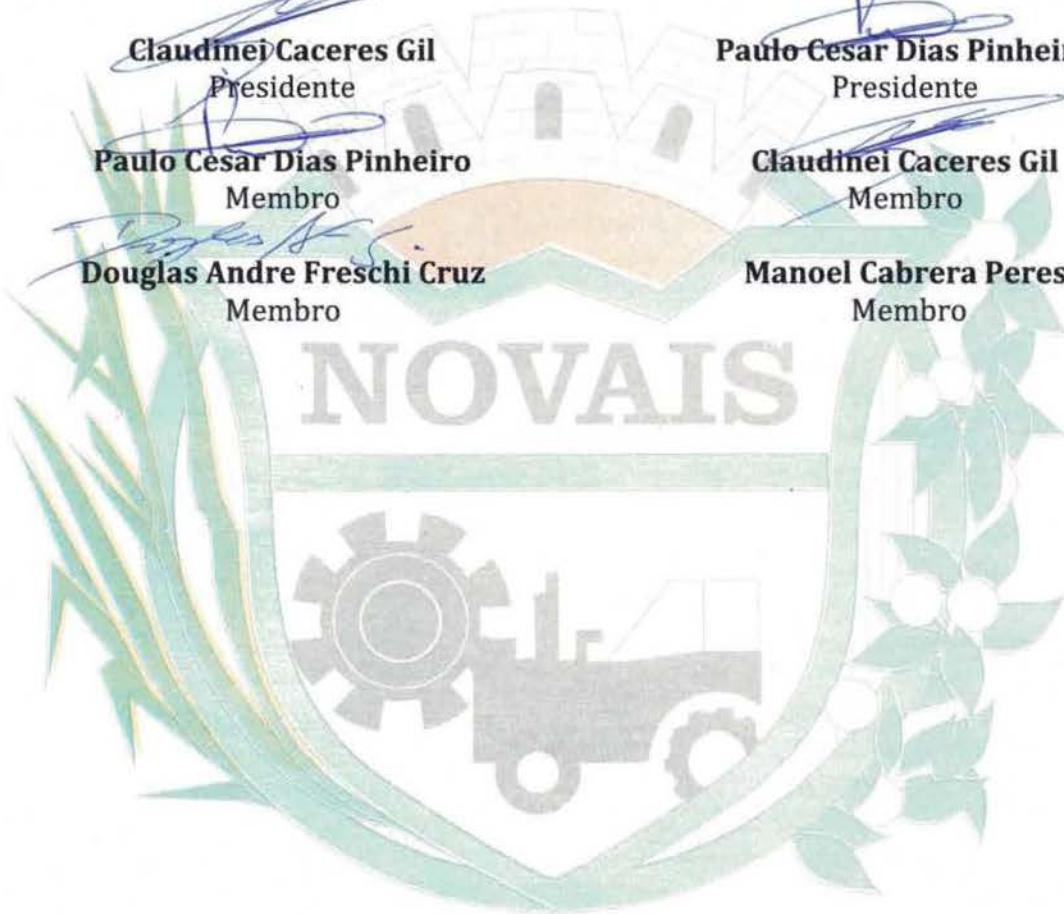 Claudinei Caceres Gil
Presidente
Paulo Cesar Dias Pinheiro
Membro
Douglas Andre Freschi Cruz
Membro
Paulo Cesar Dias Pinhei
Presidente
Claudinei Caceres Gil
Membro
Manoel Cabrera Peres
Membro
NOVAIS